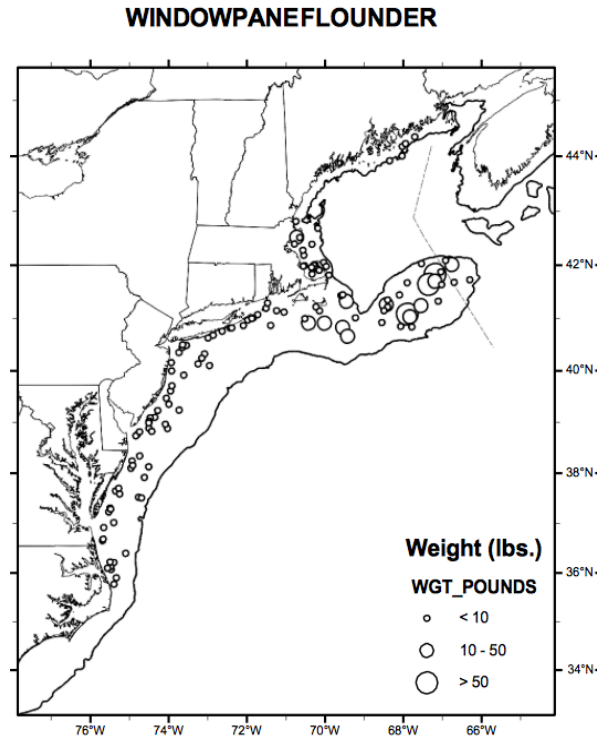 WINDOWPANEFLOUNDER
44°N
42°N
40°N
38°N
36°N
34°N
Weight (lbs.)
WGT_POUNDS
< 10
10 - 50
> 50
76°W 74°W 72°W 70°W 68°W 66°W